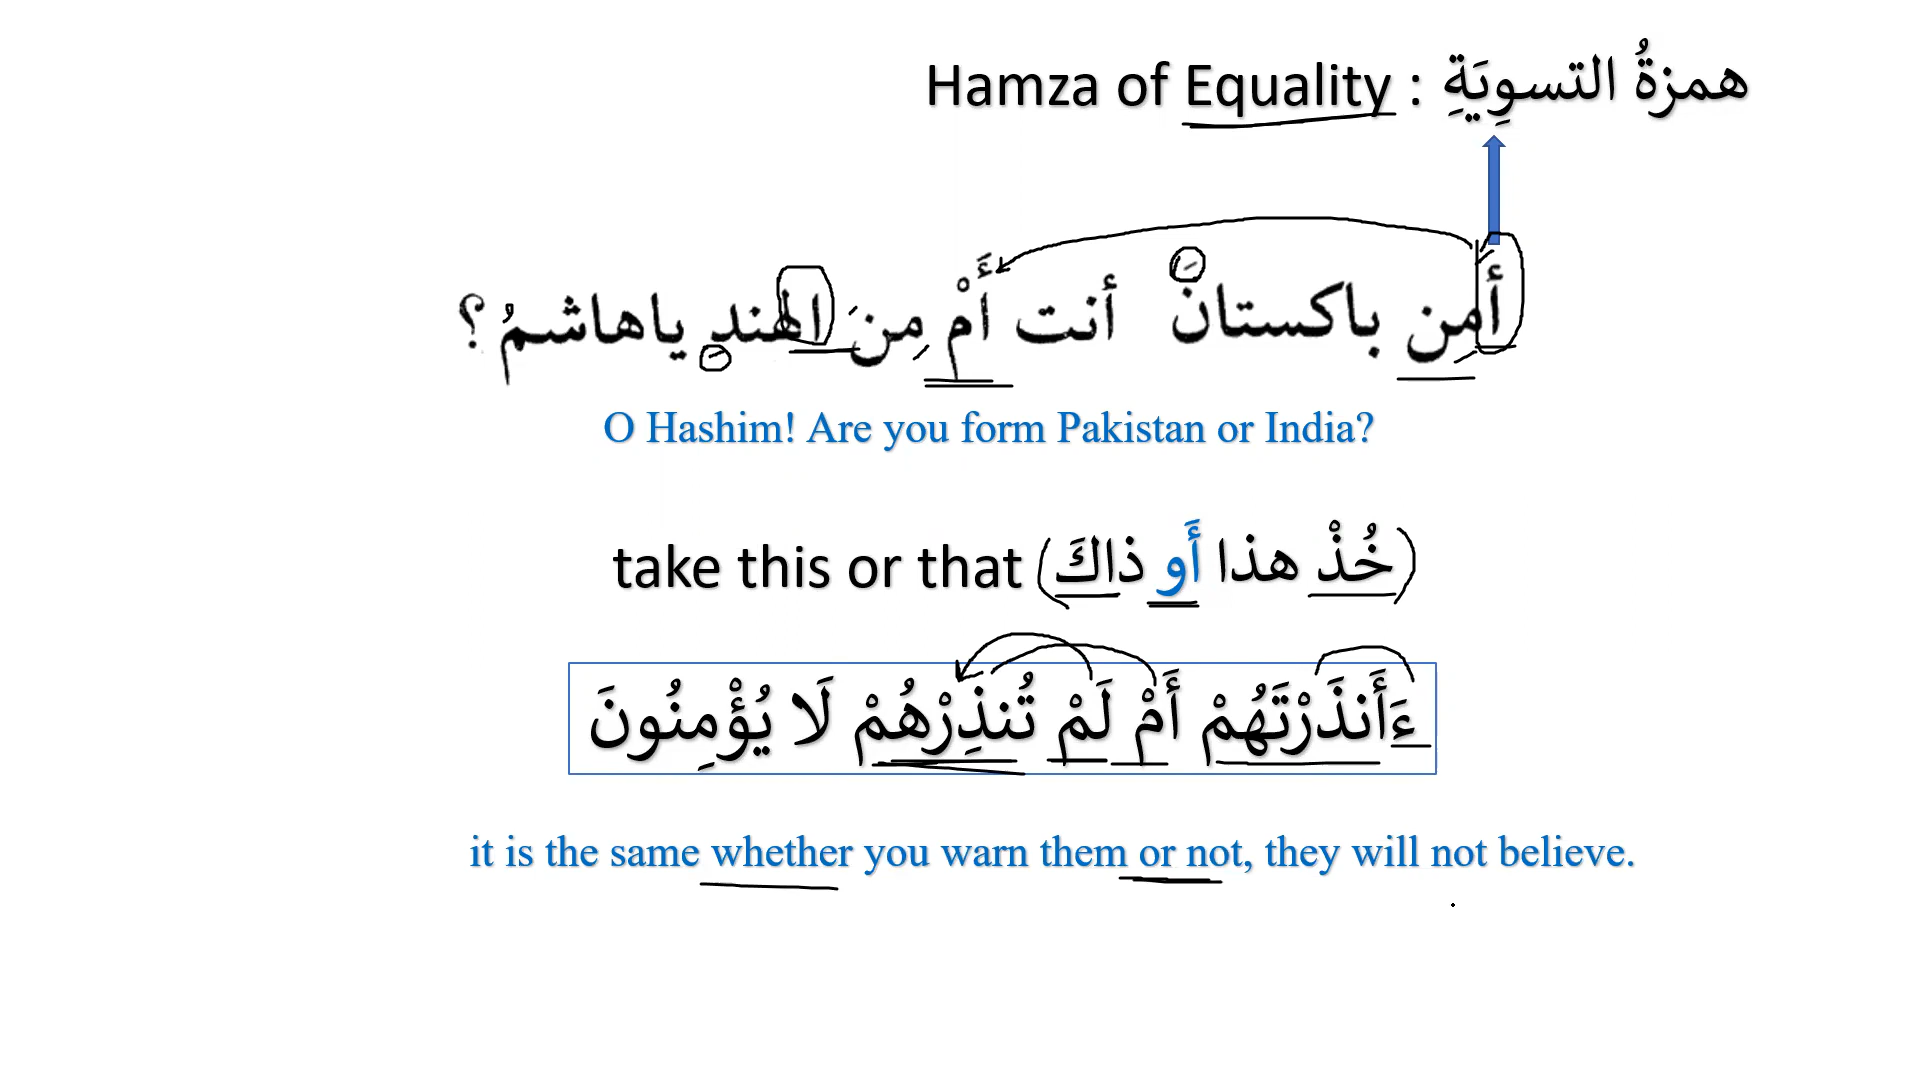 Hamza of Equality : همزةُ التسوِيَةِ
أمِن باكستانَ أنت أَمْ مِنَ الهندِ ياهاشمُ ؟
O Hashim! Are you form Pakistan or India?
take this or that (خُذْ هذا أَو ذاكَ)
ءَأَنذَرْتَهُمْ أَمْ لَمْ تُنذِرْهُمْ لَا يُؤْمِنُونَ
it is the same whether you warn them or not, they will not believe.